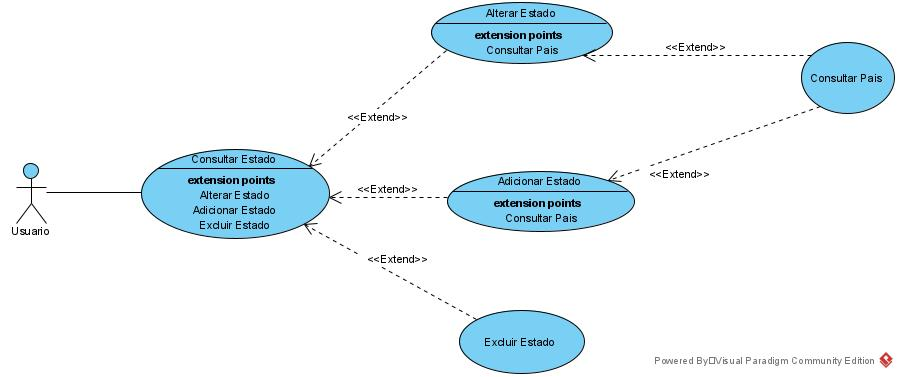 Alterar Estado
extension points
Consultar Pais
<<Extend>>
Consultar Pais
<<Extend>>
Consultar Estado
extension points
Alterar Estado
Adicionar Estado
Excluir Estado
Usuario
<<Extend>>
Adicionar Estado
extension points
Consultar Pais
<<Extend>>
<<Extend>>
Excluir Estado
Powered By Visual Paradigm Community Edition